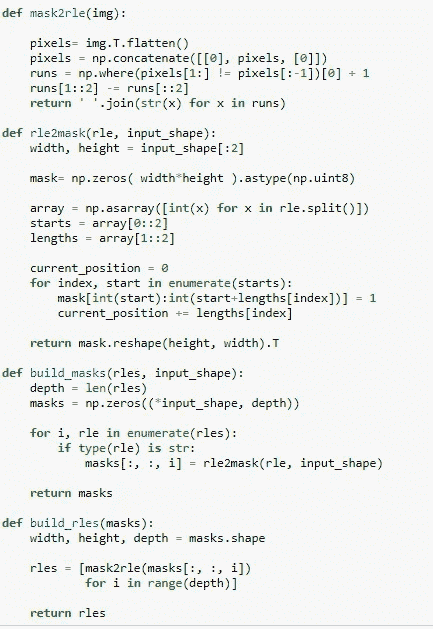 def mask2rle(img):
    pixels= img.T.flatten()
    pixels = np.concatenate([[0], pixels, [0]])
    runs = np.where(pixels[1:] != pixels[:-1])[0] + 1
    runs[1::2] -= runs[::2]
    return ' '.join(str(x) for x in runs)
def rle2mask(rle, input_shape):
    width, height = input_shape[:2]
    mask= np.zeros( width*height ).astype(np.uint8)
    array = np.asarray([int(x) for x in rle.split()])
    starts = array[0::2]
    lengths = array[1::2]
    current_position = 0
    for index, start in enumerate(starts):
        mask[int(start):int(start+lengths[index])] = 1
        current_position += lengths[index]
    return mask.reshape(height, width).T
def build_masks(rles, input_shape):
    depth = len(rles)
    masks = np.zeros((*input_shape, depth))
    for i, rle in enumerate(rles):
        if type(rle) is str:
            masks[:, :, i] = rle2mask(rle, input_shape)
    return masks
def build_rles(masks):
    width, height, depth = masks.shape
    rles = [mask2rle(masks[:, :, i])
            for i in range(depth)]
    return rles